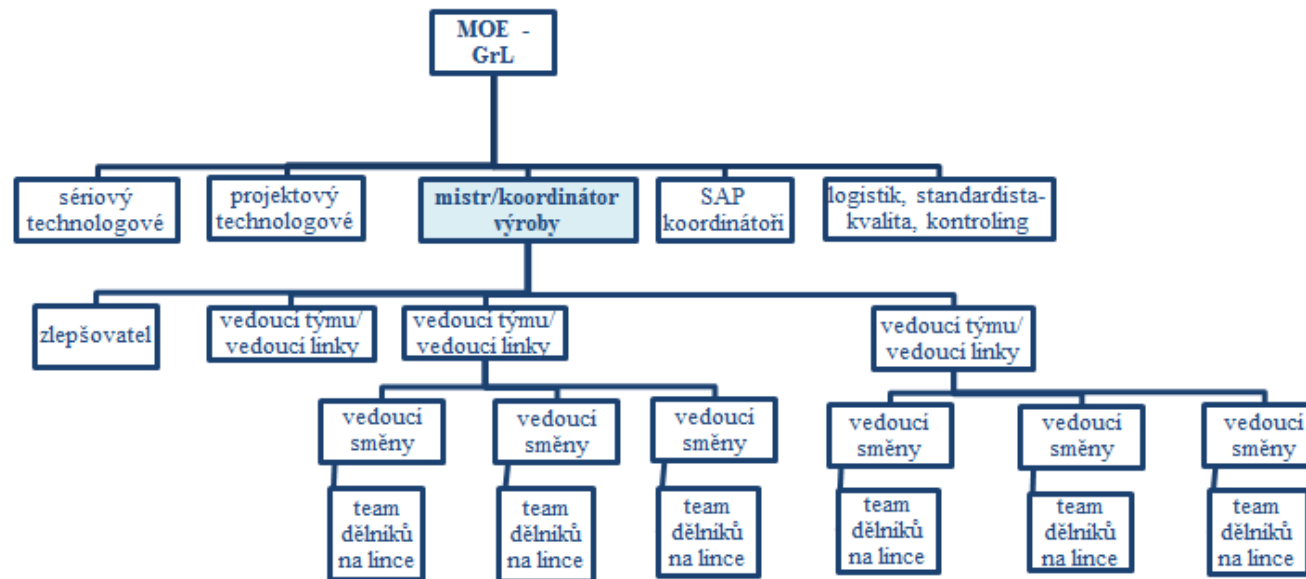 MOE -
GrL
sériový
technologové
projektový
technologové
mistr/koordinátor
výroby
SAP
koordinátoři
logistik, standardista-
kvalita, kontroling
zlepšovatel
vedoucí týmu/
vedoucí linky
vedoucí týmu/
vedoucí linky
vedoucí týmu/
vedoucí linky
vedoucí
směny
vedoucí
směny
vedoucí
směny
vedoucí
směny
vedoucí
směny
vedoucí
směny
team
dělníků
na lince
team
dělníků
na lince
team
dělníků
na lince
team
dělníků
na lince
team
dělníků
na lince
team
dělníků
na lince